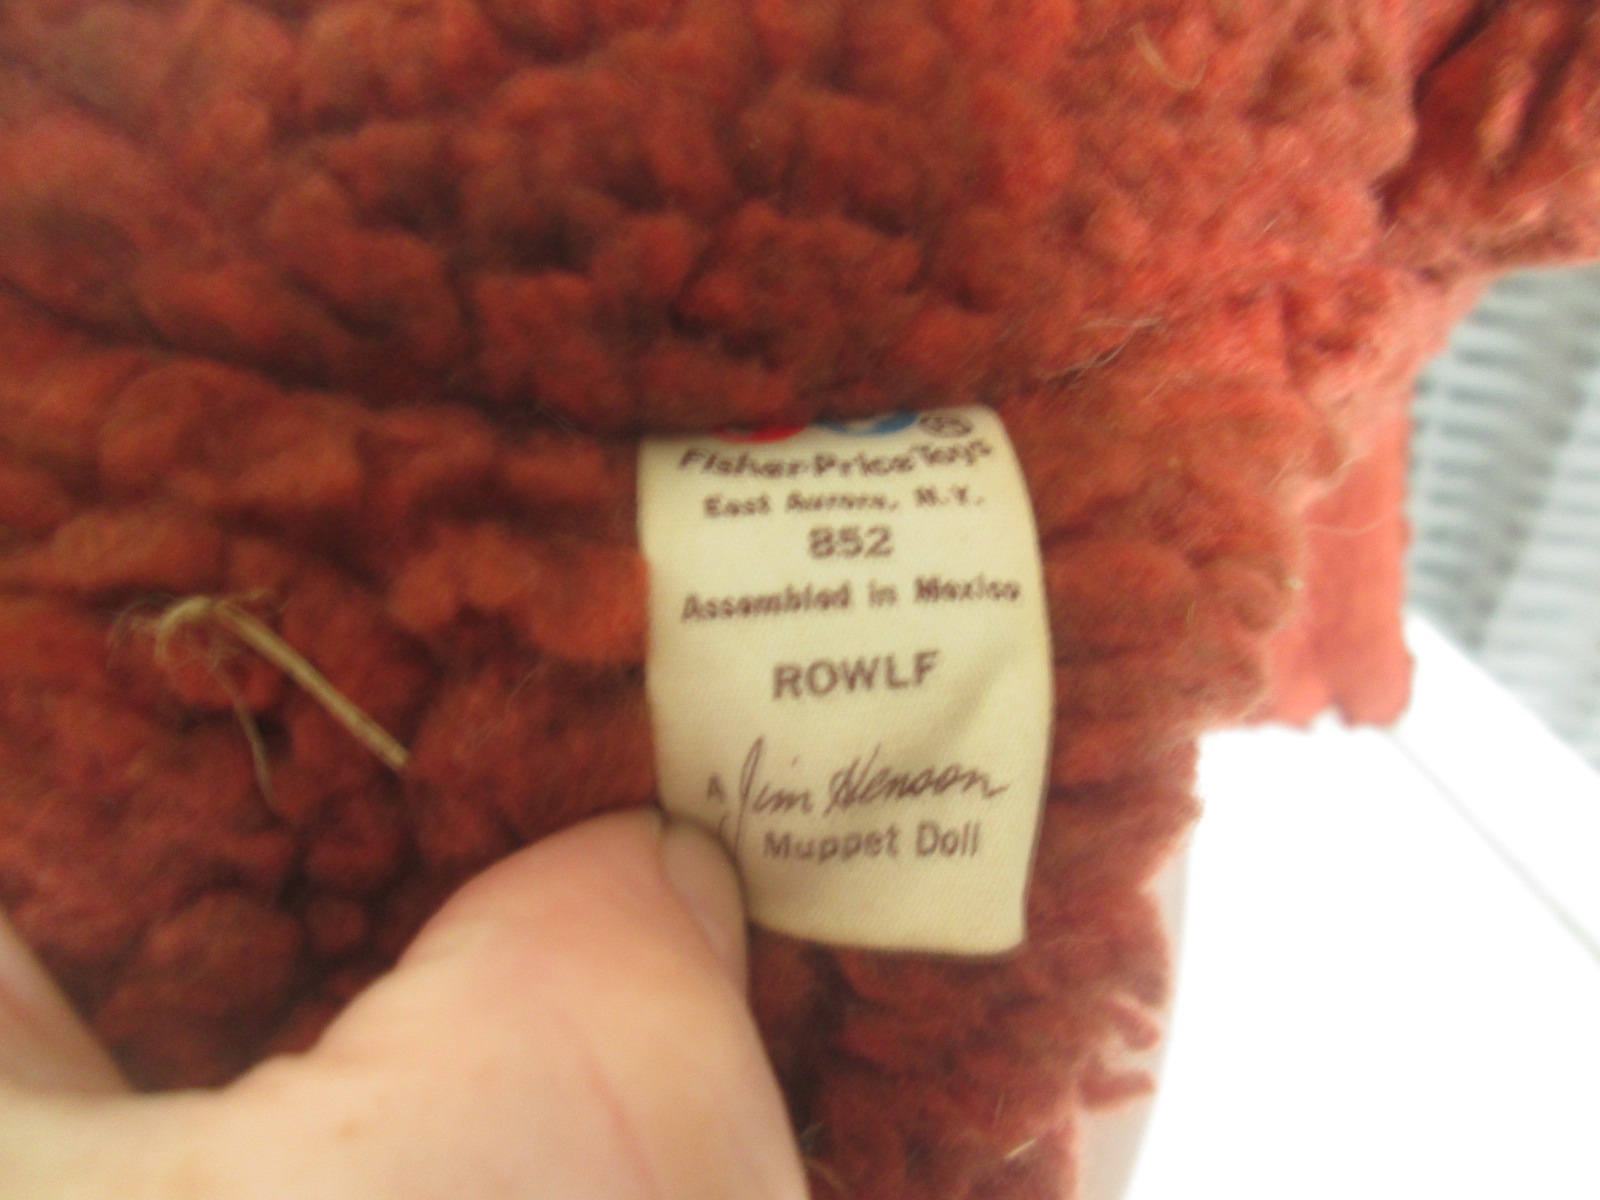 Fisher-Price Toys
East Aurora, N.Y.
852
Assembled in Mexico
ROWLF
A Jim Henson
Muppet Doll